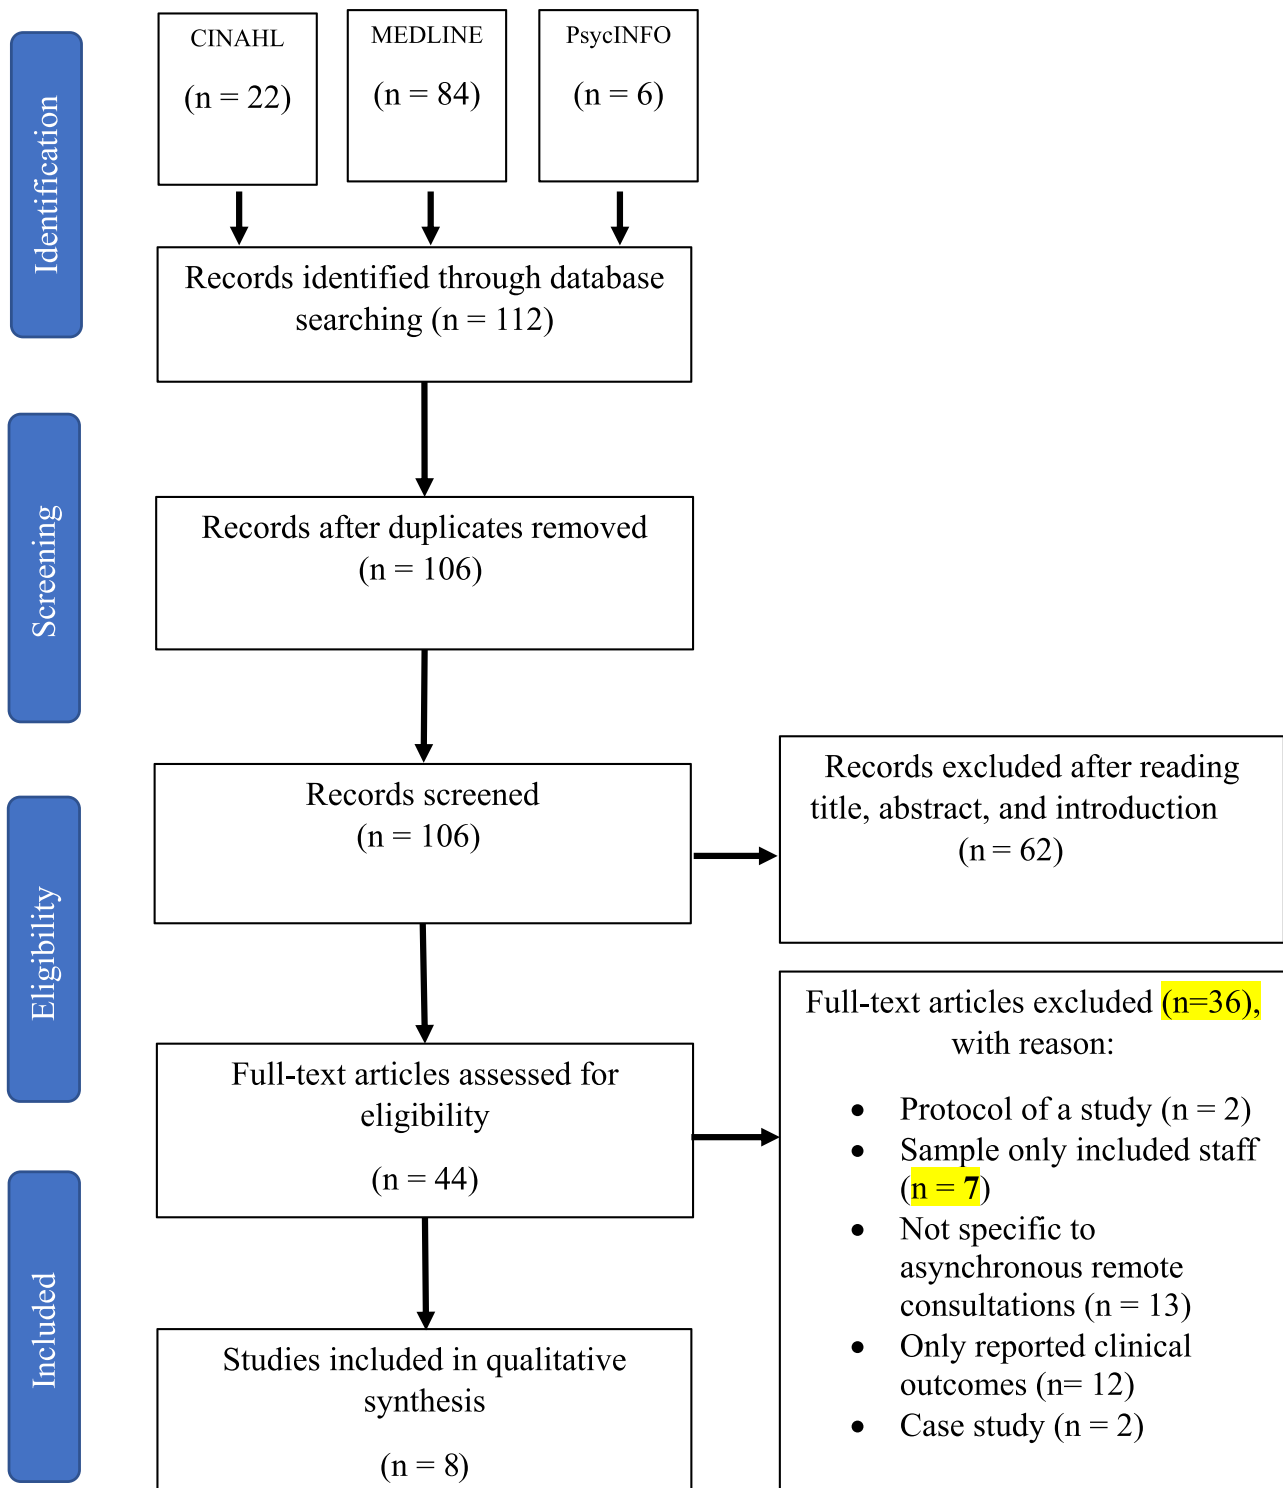 Identification
CINAHL
(n = 22)
MEDLINE
(n = 84)
PsycINFO
(n = 6)
Records identified through database
searching (n = 112)
Screening
Records after duplicates removed
(n = 106)
Eligibility
Records screened
(n = 106)
Records excluded after reading
title, abstract, and introduction
(n = 62)
Full-text articles assessed for
eligibility
(n = 44)
Full-text articles excluded (n=36),
with reason:
• Protocol of a study (n = 2)
• Sample only included staff
(n = 7)
• Not specific to
asynchronous remote
consultations (n = 13)
• Only reported clinical
outcomes (n= 12)
• Case study (n = 2)
Included
Studies included in qualitative
synthesis
(n = 8)